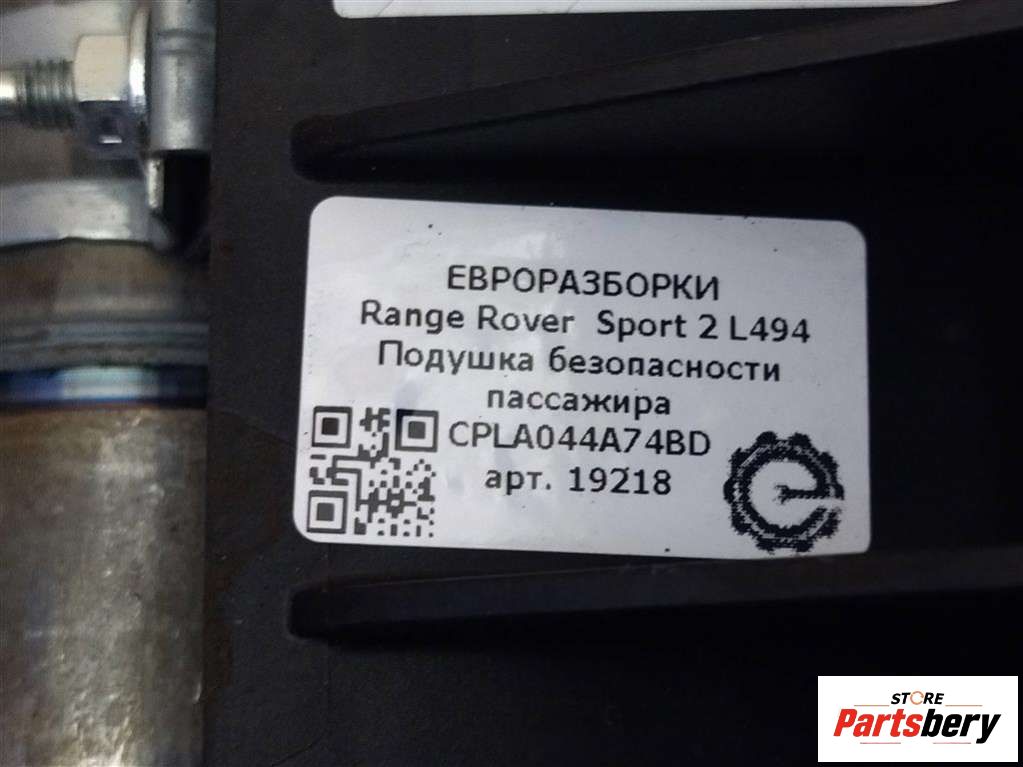 ЕВРОРАЗБОРКИ
Range Rover Sport 2 L494
Подушка безопасности
пассажира
CPLA044A74BD
арт. 19218
STORE
Partsbery